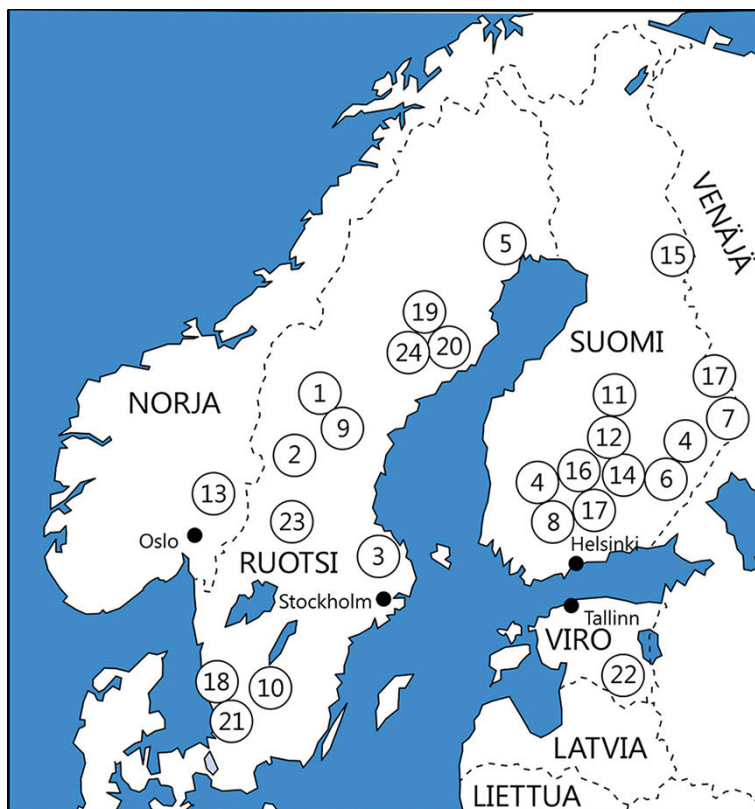 5
15
VENÄJÄ
19
24
20
SUOMI
17
1
11
NORJA
7
9
12
4
2
16
14
6
4
13
17
8
23
Oslo
Helsinki
RUOTSI
3
Stockholm
Tallinn
VIRO
22
18
10
21
LATVIA
LIETTUA